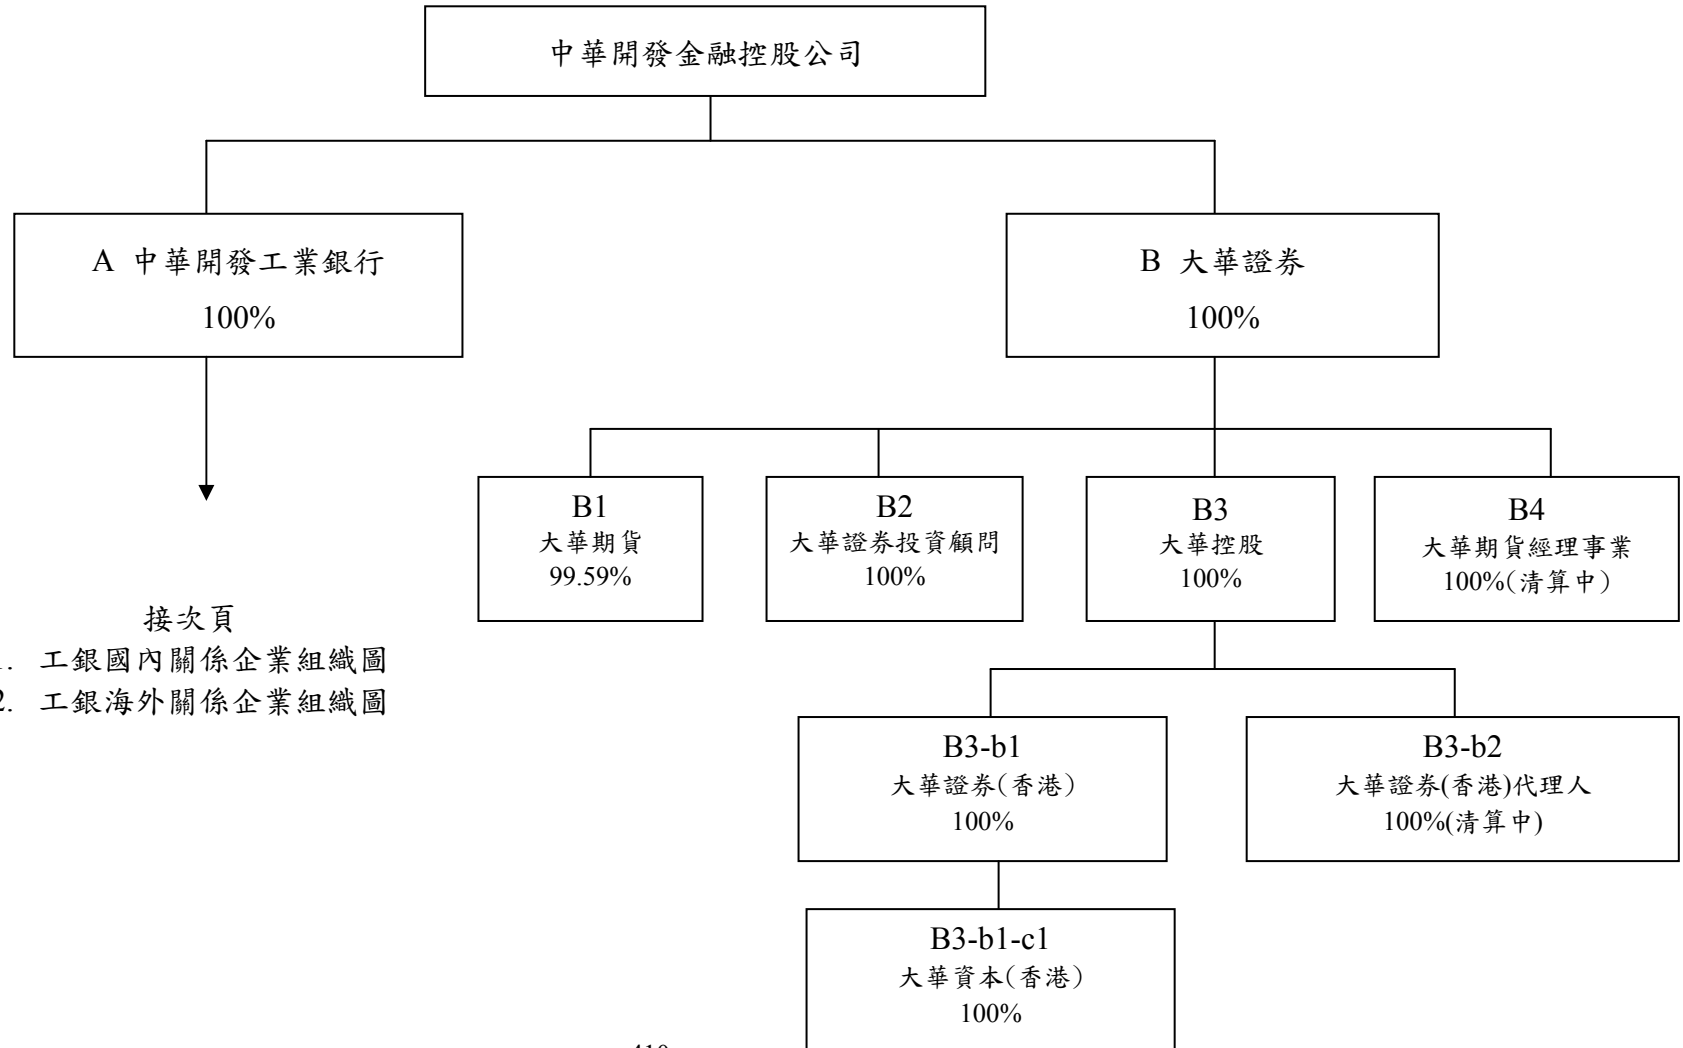 中華開發金融控股公司
A 中華開發工業銀行
100%
B 大華證券
100%
B1
大華期貨
99.59%
B2
大華證券投資顧問
100%
B3
大華控股
100%
B4
大華期貨經理事業
100%(清算中)
接次頁
. 工銀國內關係企業組織圖
2. 工銀海外關係企業組織圖
B3-b1
大華證券(香港)
100%
B3-b2
大華證券(香港)代理人
100%(清算中)
B3-b1-c1
大華資本(香港)
100%